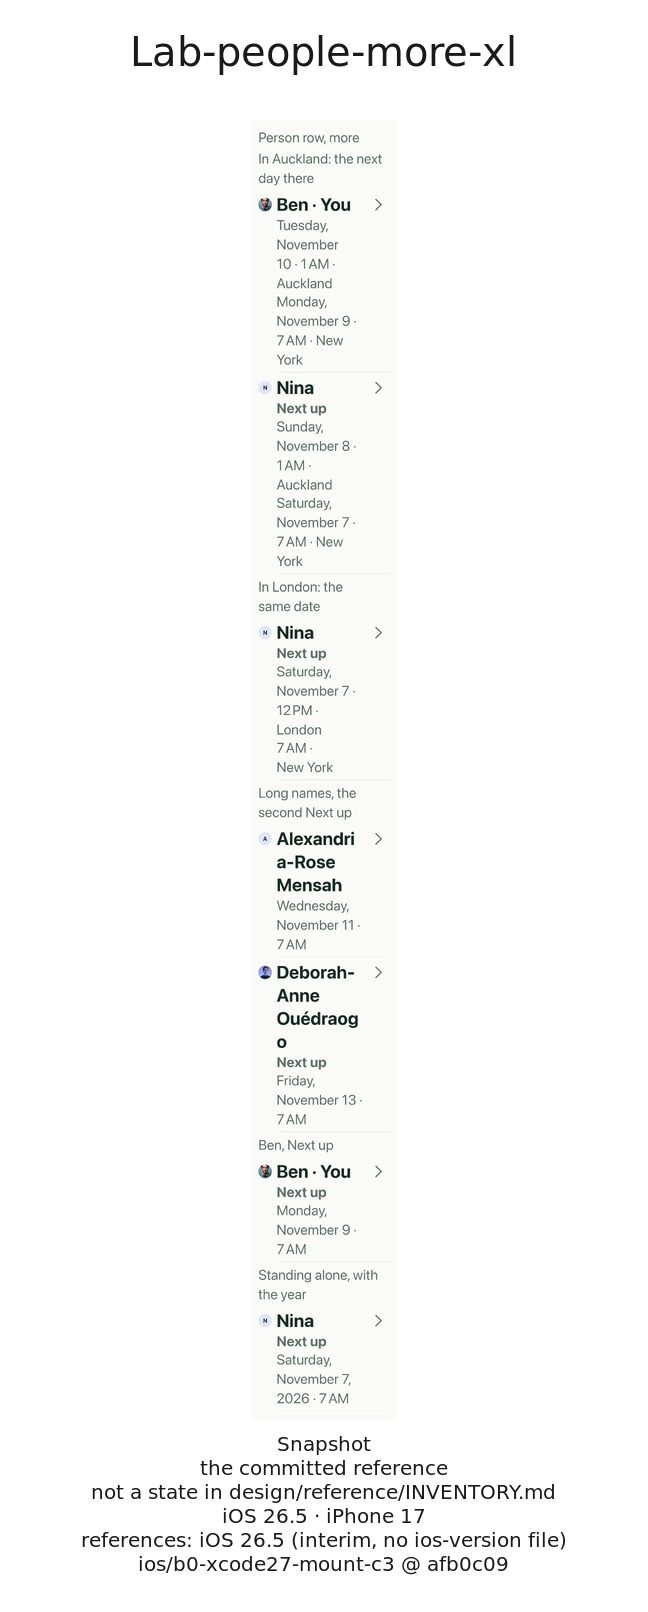 Lab-people-more-xl
Person row, more
In Auckland: the next
day there
Ben · You
Tuesday,
November
10 · 1 AM ·
Auckland
Monday,
November 9 ·
7 AM · New
York
N
Nina
Next up
Sunday,
November 8 ·
1 AM ·
Auckland
Saturday,
November 7 ·
7 AM · New
York
In London: the
same date
N
Nina
Next up
Saturday,
November 7 ·
12 PM ·
London
7 AM ·
New York
Long names, the
second Next up
A
Alexandri
a-Rose
Mensah
Wednesday,
November 11 ·
7 AM
Deborah-
Anne
Ouédraog
o
Next up
Friday,
November 13 ·
7 AM
Ben, Next up
Ben · You
Next up
Monday,
November 9 ·
7 AM
Standing alone, with
the year
N
Nina
Next up
Saturday,
November 7,
2026 · 7 AM
Snapshot
the committed reference
not a state in design/reference/INVENTORY.md
iOS 26.5 · iPhone 17
references: iOS 26.5 (interim, no ios-version file)
ios/b0-xcode27-mount-c3 @ afb0c09